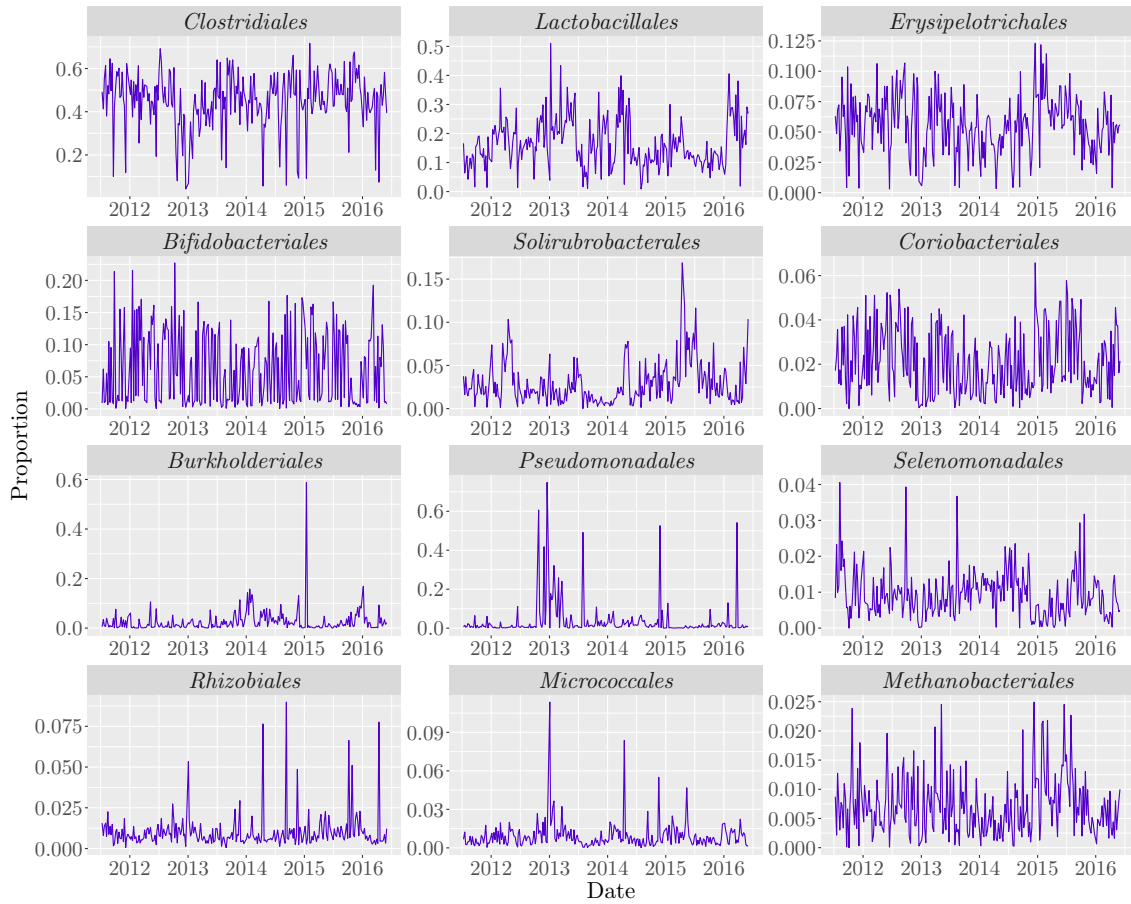 Clostridiales Lactobacillales Erysipelotrichales
0.6 0.4 0.2
0.5 0.4 0.3 0.2 0.1 0.0
0.125 0.100 0.075 0.050 0.025 0.000
2012 2013 2014 2015 2016 2012 2013 2014 2015 2016 2012 2013 2014 2015 2016
Bifidobacteriales Solirubrobacterales Coriobacteriales
0.20 0.15 0.10 0.05 0.00
0.15 0.10 0.05 0.00
0.06 0.04 0.02 0.00
2012 2013 2014 2015 2016 2012 2013 2014 2015 2016 2012 2013 2014 2015 2016
Proportion
Burkholderiales Pseudomonadales Selenomonadales
0.6 0.4 0.2 0.0
0.6 0.4 0.2 0.0
0.04 0.03 0.02 0.01 0.00
2012 2013 2014 2015 2016 2012 2013 2014 2015 2016 2012 2013 2014 2015 2016
Rhizobiales Micrococcales Methanobacteriales
0.075 0.050 0.025 0.000
0.09 0.06 0.03 0.00
0.025 0.020 0.015 0.010 0.005 0.000
2012 2013 2014 2015 2016 2012 2013 2014 2015 2016 2012 2013 2014 2015 2016
Date